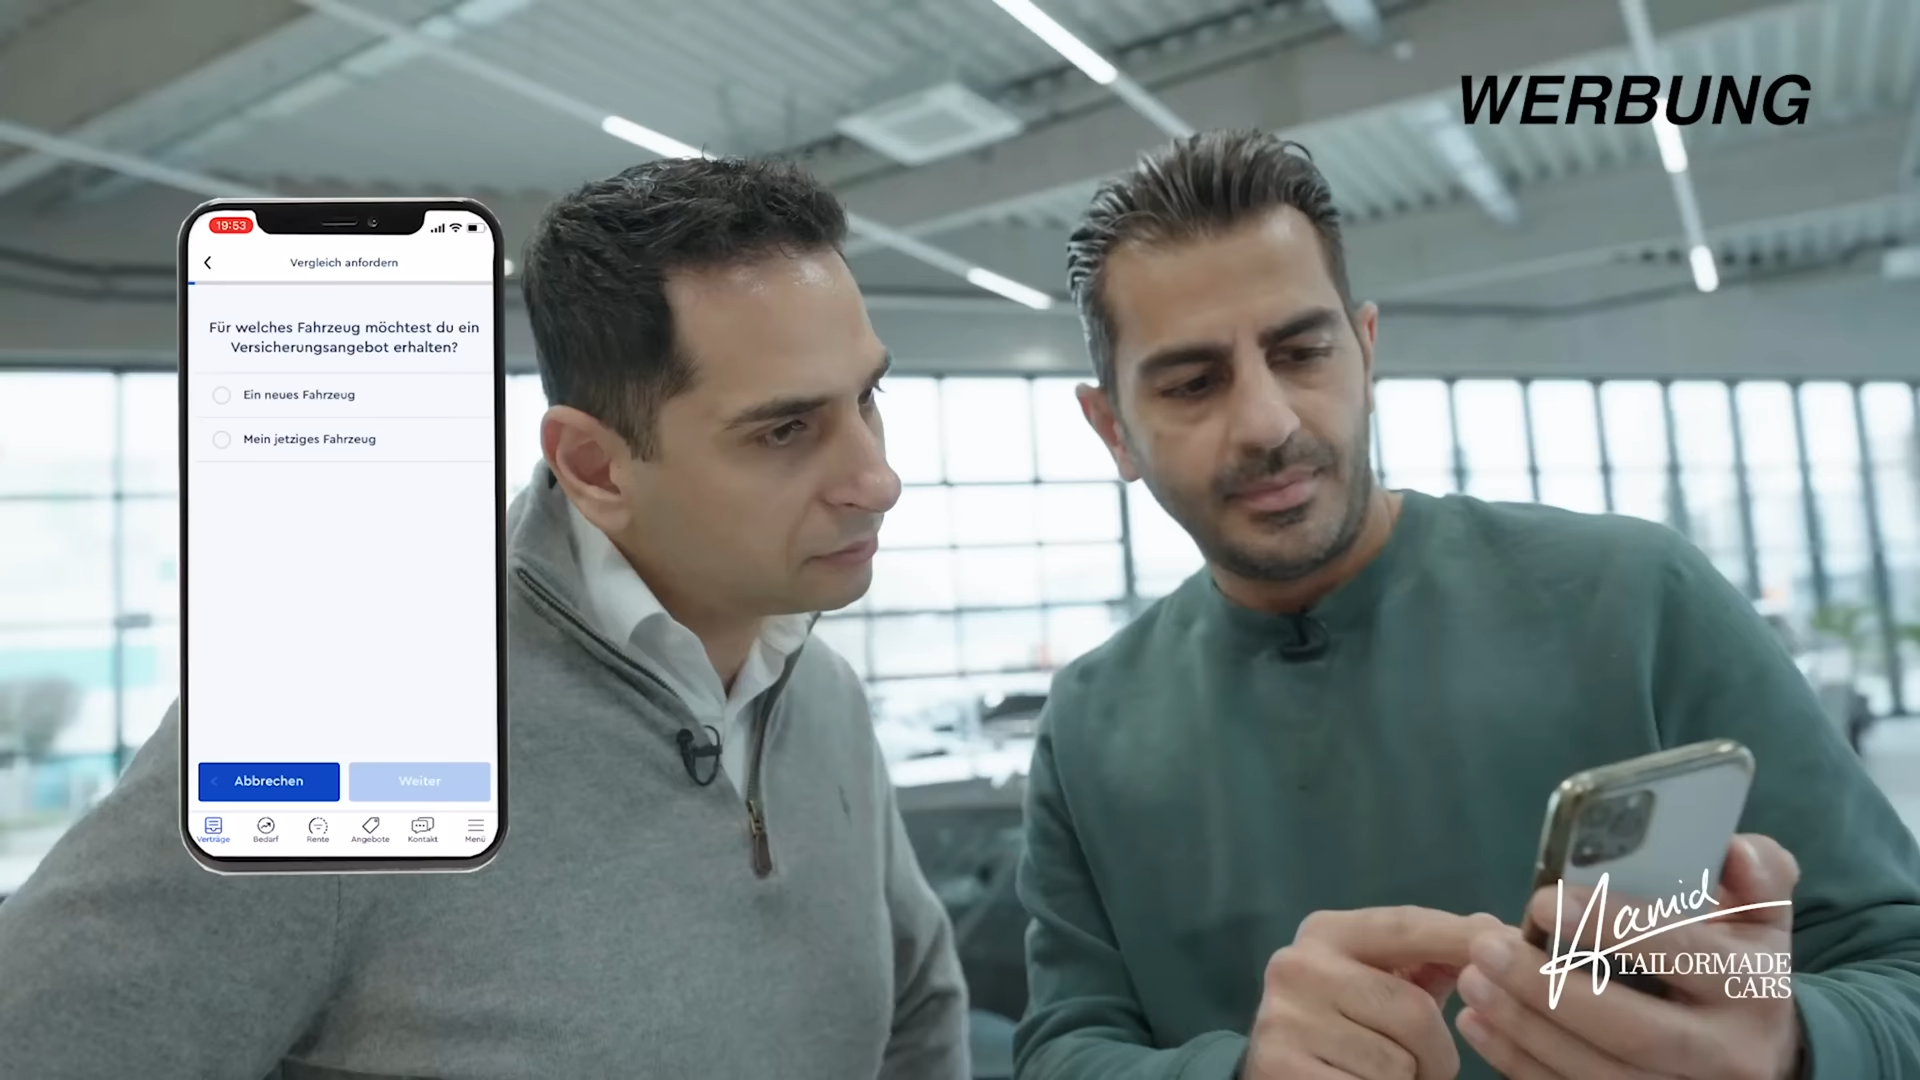 WERBUNG
19:53
Vergleich anfordern
Für welches Fahrzeug möchtest du ein
Versicherungsangebot erhalten?
Ein neues Fahrzeug
Mein jetziges Fahrzeug
Abbrechen
Weiter
Verträge
Bedarf
Rente
Angebote
Kontakt
Menü
Hamid
TAILORMADE
CARS